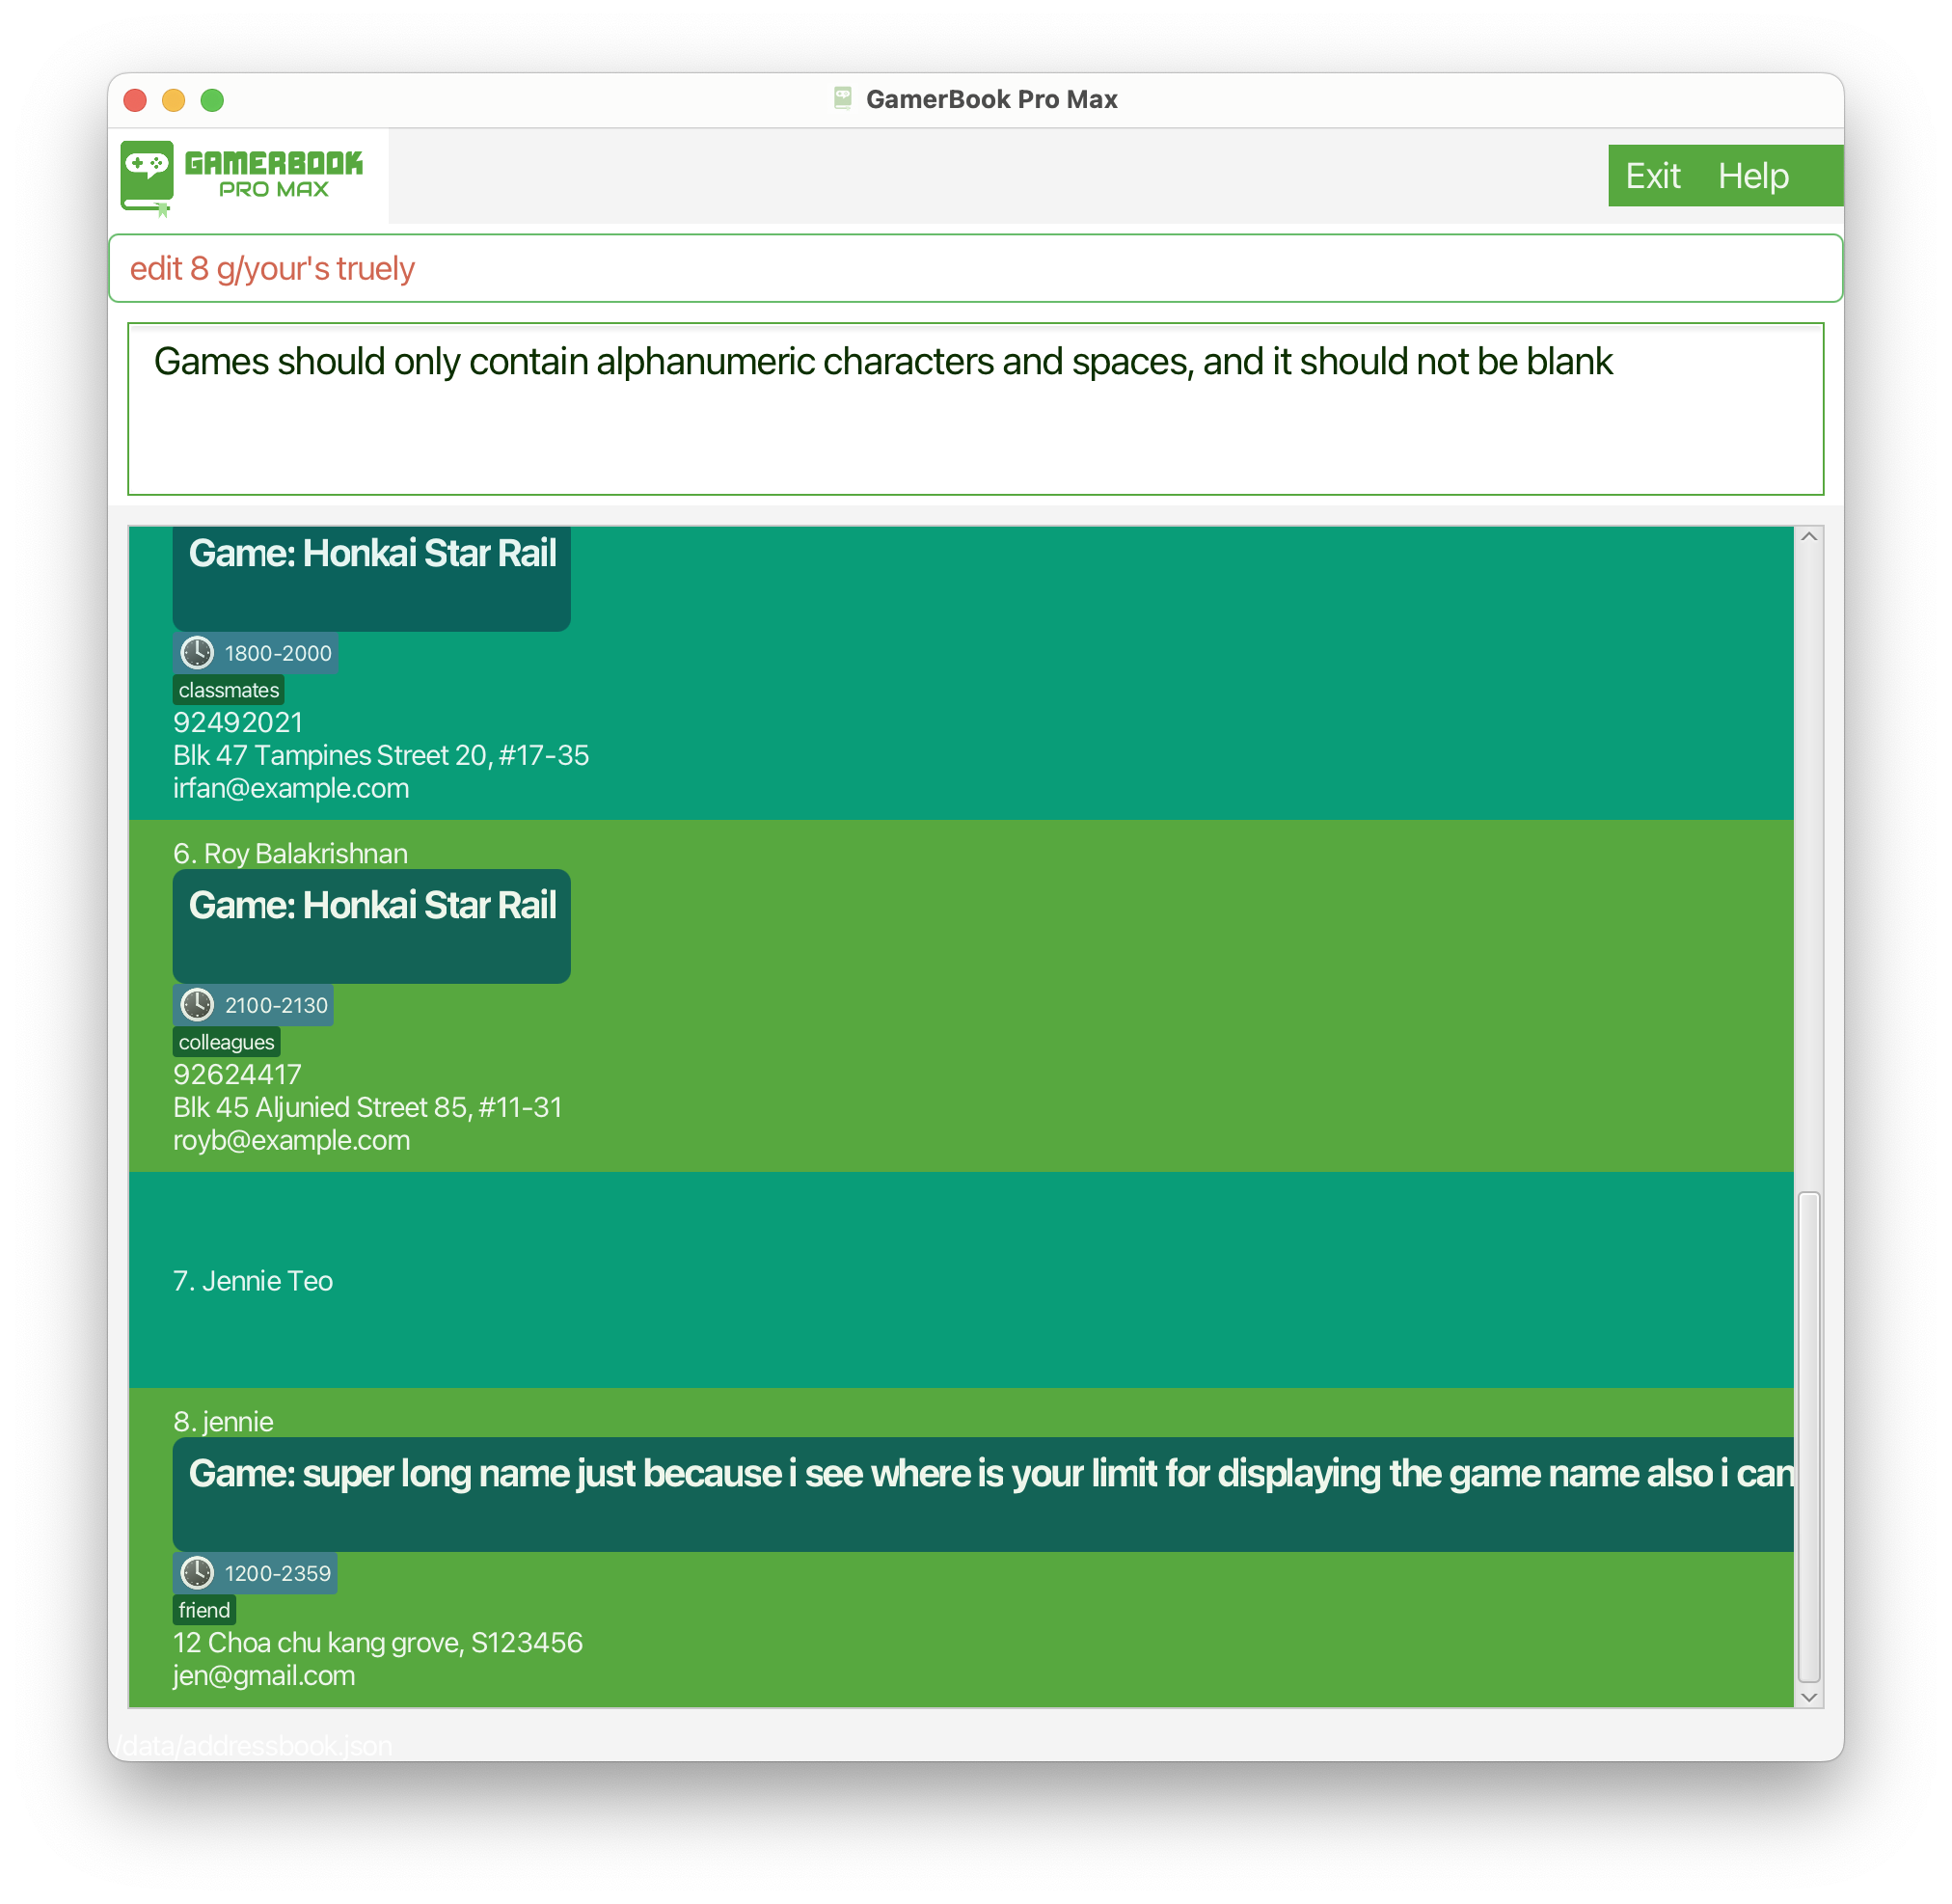 GamerBook Pro Max
GAMERBOOK
PRO MAX
Exit Help
edit 8 g/your's truely
Games should only contain alphanumeric characters and spaces, and it should not be blank
Game: Honkai Star Rail
1800-2000
classmates
92492021
Blk 47 Tampines Street 20, #17-35
irfan@example.com
6. Roy Balakrishnan
Game: Honkai Star Rail
2100-2130
colleagues
92624417
Blk 45 Aljunied Street 85, #11-31
royb@example.com
7. Jennie Teo
8. jennie
Game: super long name just because i see where is your limit for displaying the game name also i can
1200-2359
friend
12 Choa chu kang grove, S123456
jen@gmail.com
/data/addressbook.json